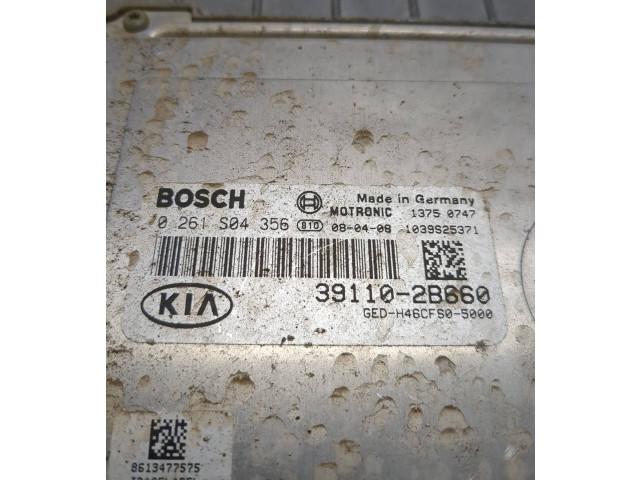 BOSCH MOTRONIC Made in Germany
1375 0747
0 261 S04 356 B10 08-04-08 1039S25371
39110-2B660
KIA GED-H46CFS0-5000
8613477575